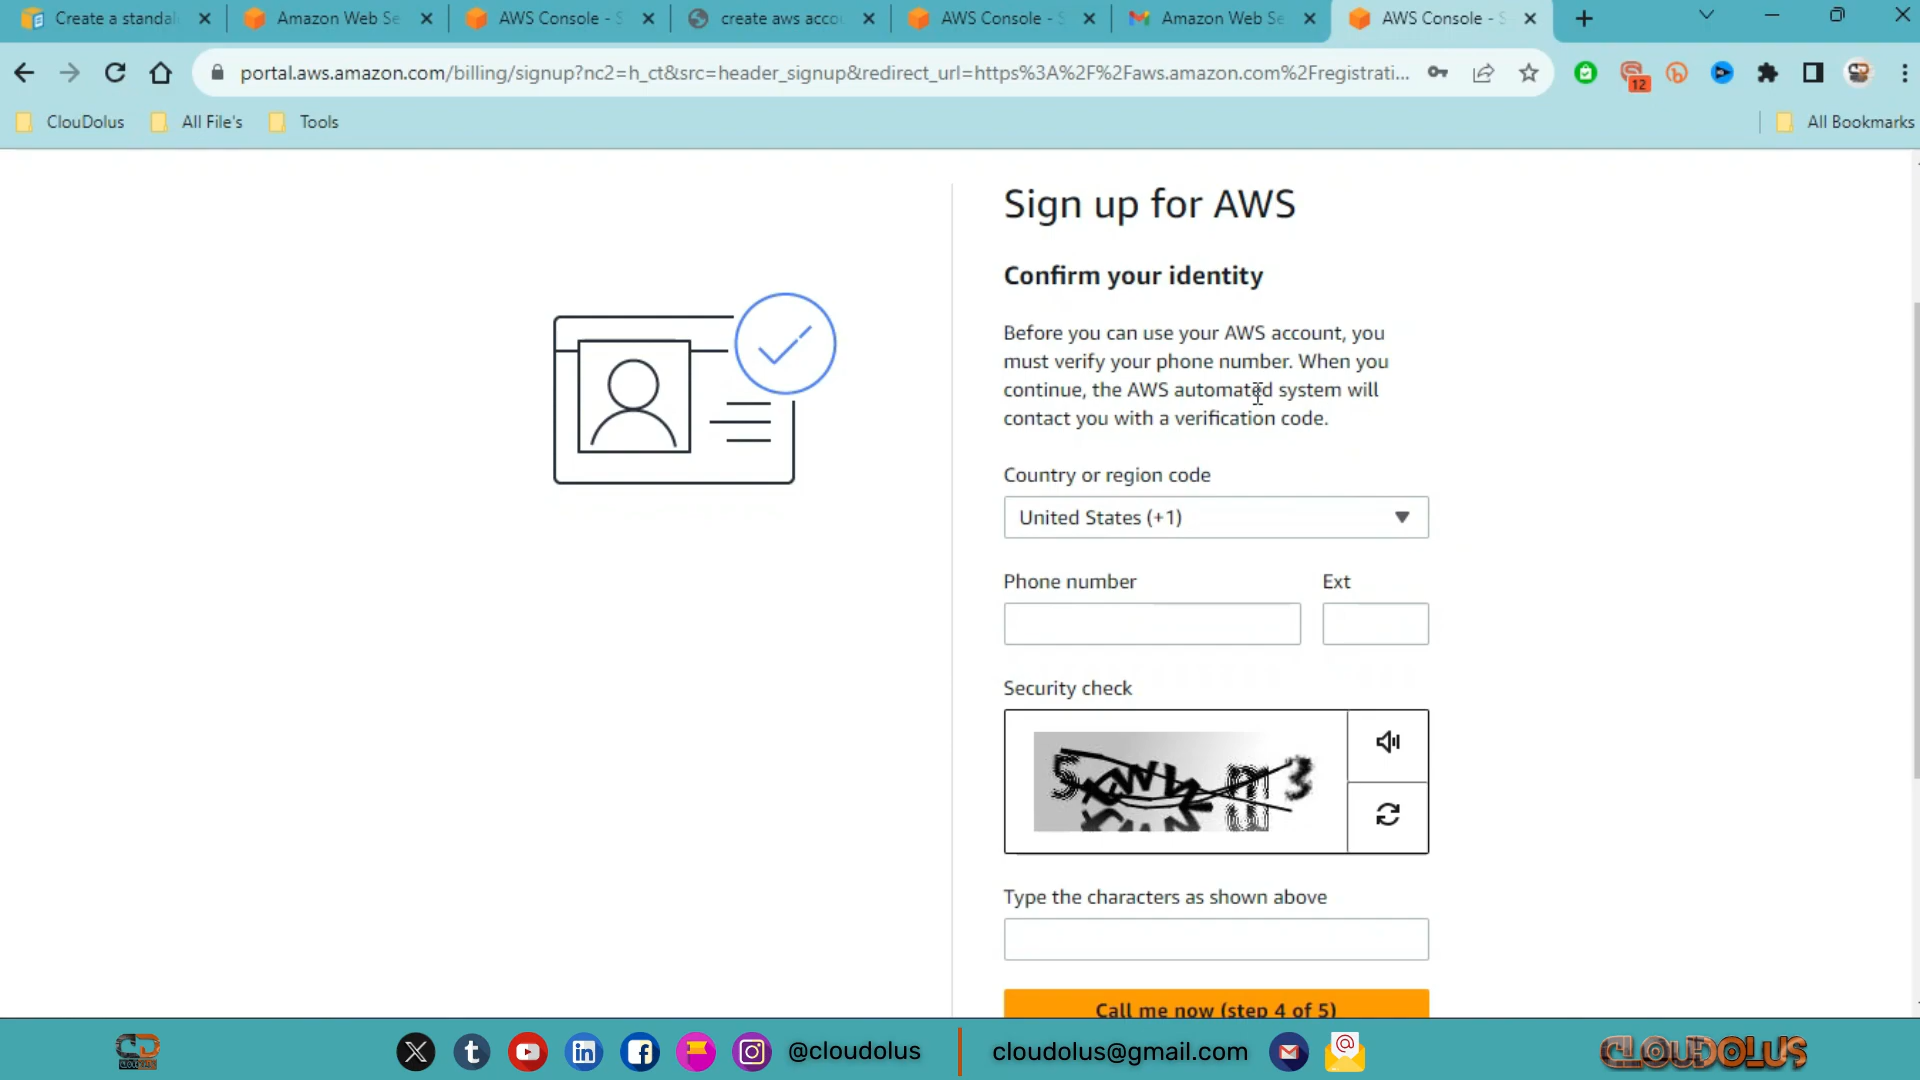 Create a standal
Amazon Web Se
AWS Console - S
create aws acco
AWS Console - S
Amazon Web Se
AWS Console - S
portal.aws.amazon.com/billing/signup?nc2=h_ct&src=header_signup&redirect_url=https%3A%2F%2Faws.amazon.com%2Fregistrati...
12
ClouDolus
All File's
Tools
All Bookmarks
Sign up for AWS
Confirm your identity
Before you can use your AWS account, you
must verify your phone number. When you
continue, the AWS automated system will
contact you with a verification code.
Country or region code
United States (+1)
Phone number
Ext
Security check
Type the characters as shown above
Call me now (step 4 of 5)
@cloudolus
cloudolus@gmail.com
CLOUDOLUS